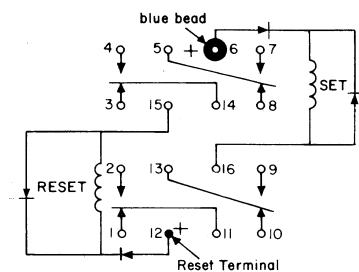 blue bead
4 5 + 6 7
SET
3 15 14 8
RESET 2 13 16 9
1 12 + 11 10
Reset Terminal